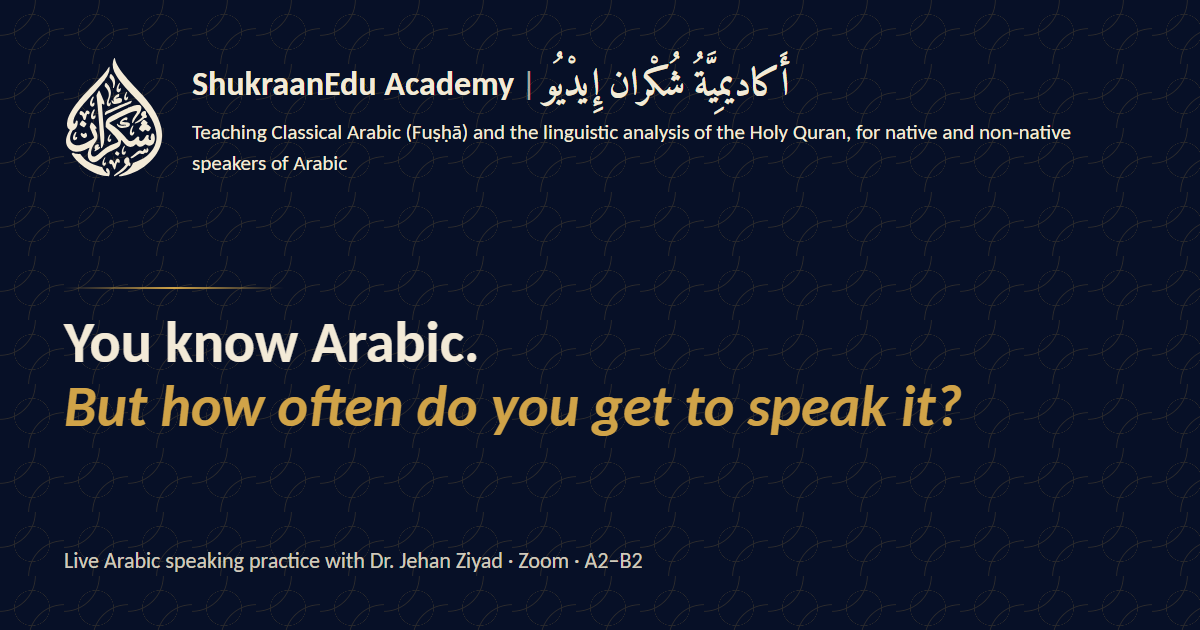 شكران
ShukraanEdu Academy | أَكاديمِيَّةُ شُكْران إِيدْيُو
Teaching Classical Arabic (Fuṣḥā) and the linguistic analysis of the Holy Quran, for native and non-native
speakers of Arabic
You know Arabic.
But how often do you get to speak it?
Live Arabic speaking practice with Dr. Jehan Ziyad · Zoom · A2–B2